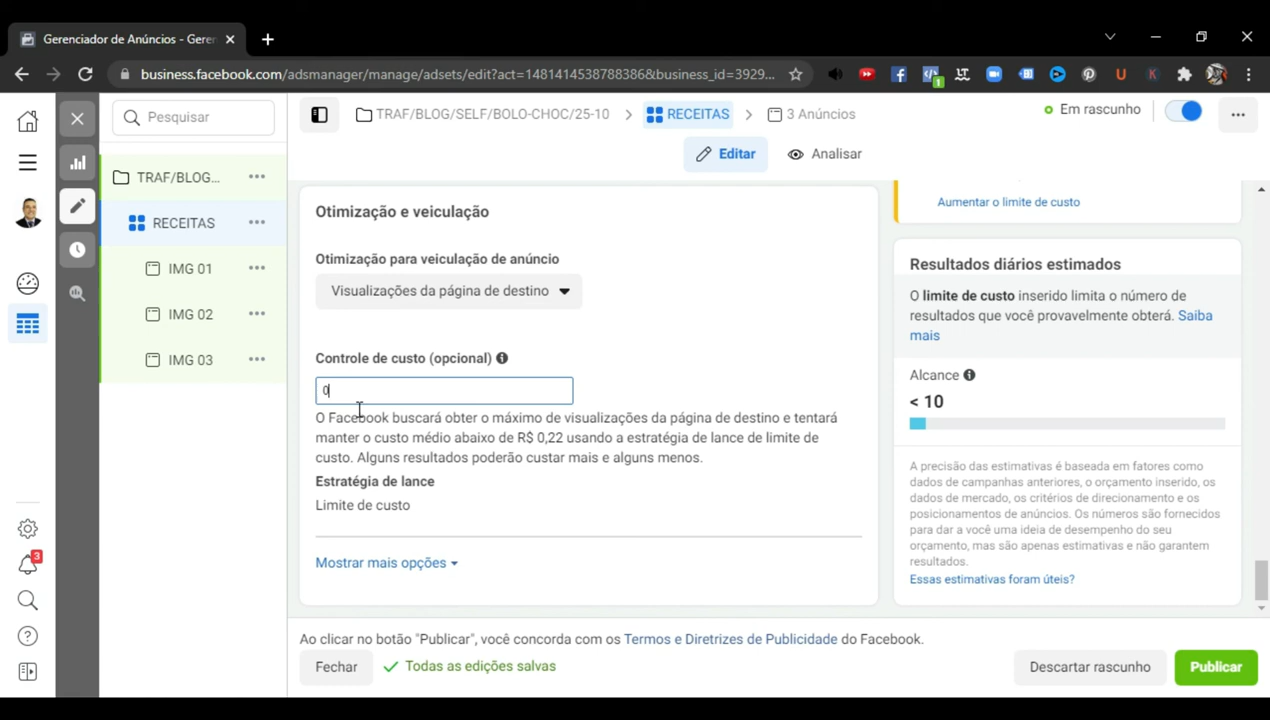 Gerenciador de Anúncios - Geren
business.facebook.com/adsmanager/manage/adsets/edit?act=1481414538788386&business_id=3929...
Pesquisar
TRAF/BLOG/SELF/BOLO-CHOC/25-10
RECEITAS
3 Anúncios
Em rascunho
Editar
Analisar
TRAF/BLOG...
RECEITAS
IMG 01
IMG 02
IMG 03
3
Otimização e veiculação
Otimização para veiculação de anúncio
Visualizações da página de destino
Controle de custo (opcional)
0
O Facebook buscará obter o máximo de visualizações da página de destino e tentará
manter o custo médio abaixo de R$ 0,22 usando a estratégia de lance de limite de
custo. Alguns resultados poderão custar mais e alguns menos.
Estratégia de lance
Limite de custo
Mostrar mais opções
Aumentar o limite de custo
Resultados diários estimados
O limite de custo inserido limita o número de
resultados que você provavelmente obterá. Saiba
mais
Alcance
< 10
A precisão das estimativas é baseada em fatores como
dados de campanhas anteriores, o orçamento inserido, os
dados de mercado, os critérios de direcionamento e os
posicionamentos de anúncios. Os números são fornecidos
para dar a você uma ideia de desempenho do seu
orçamento, mas são apenas estimativas e não garantem
resultados.
Essas estimativas foram úteis?
Ao clicar no botão "Publicar", você concorda com os Termos e Diretrizes de Publicidade do Facebook.
Fechar
Todas as edições salvas
Descartar rascunho
Publicar